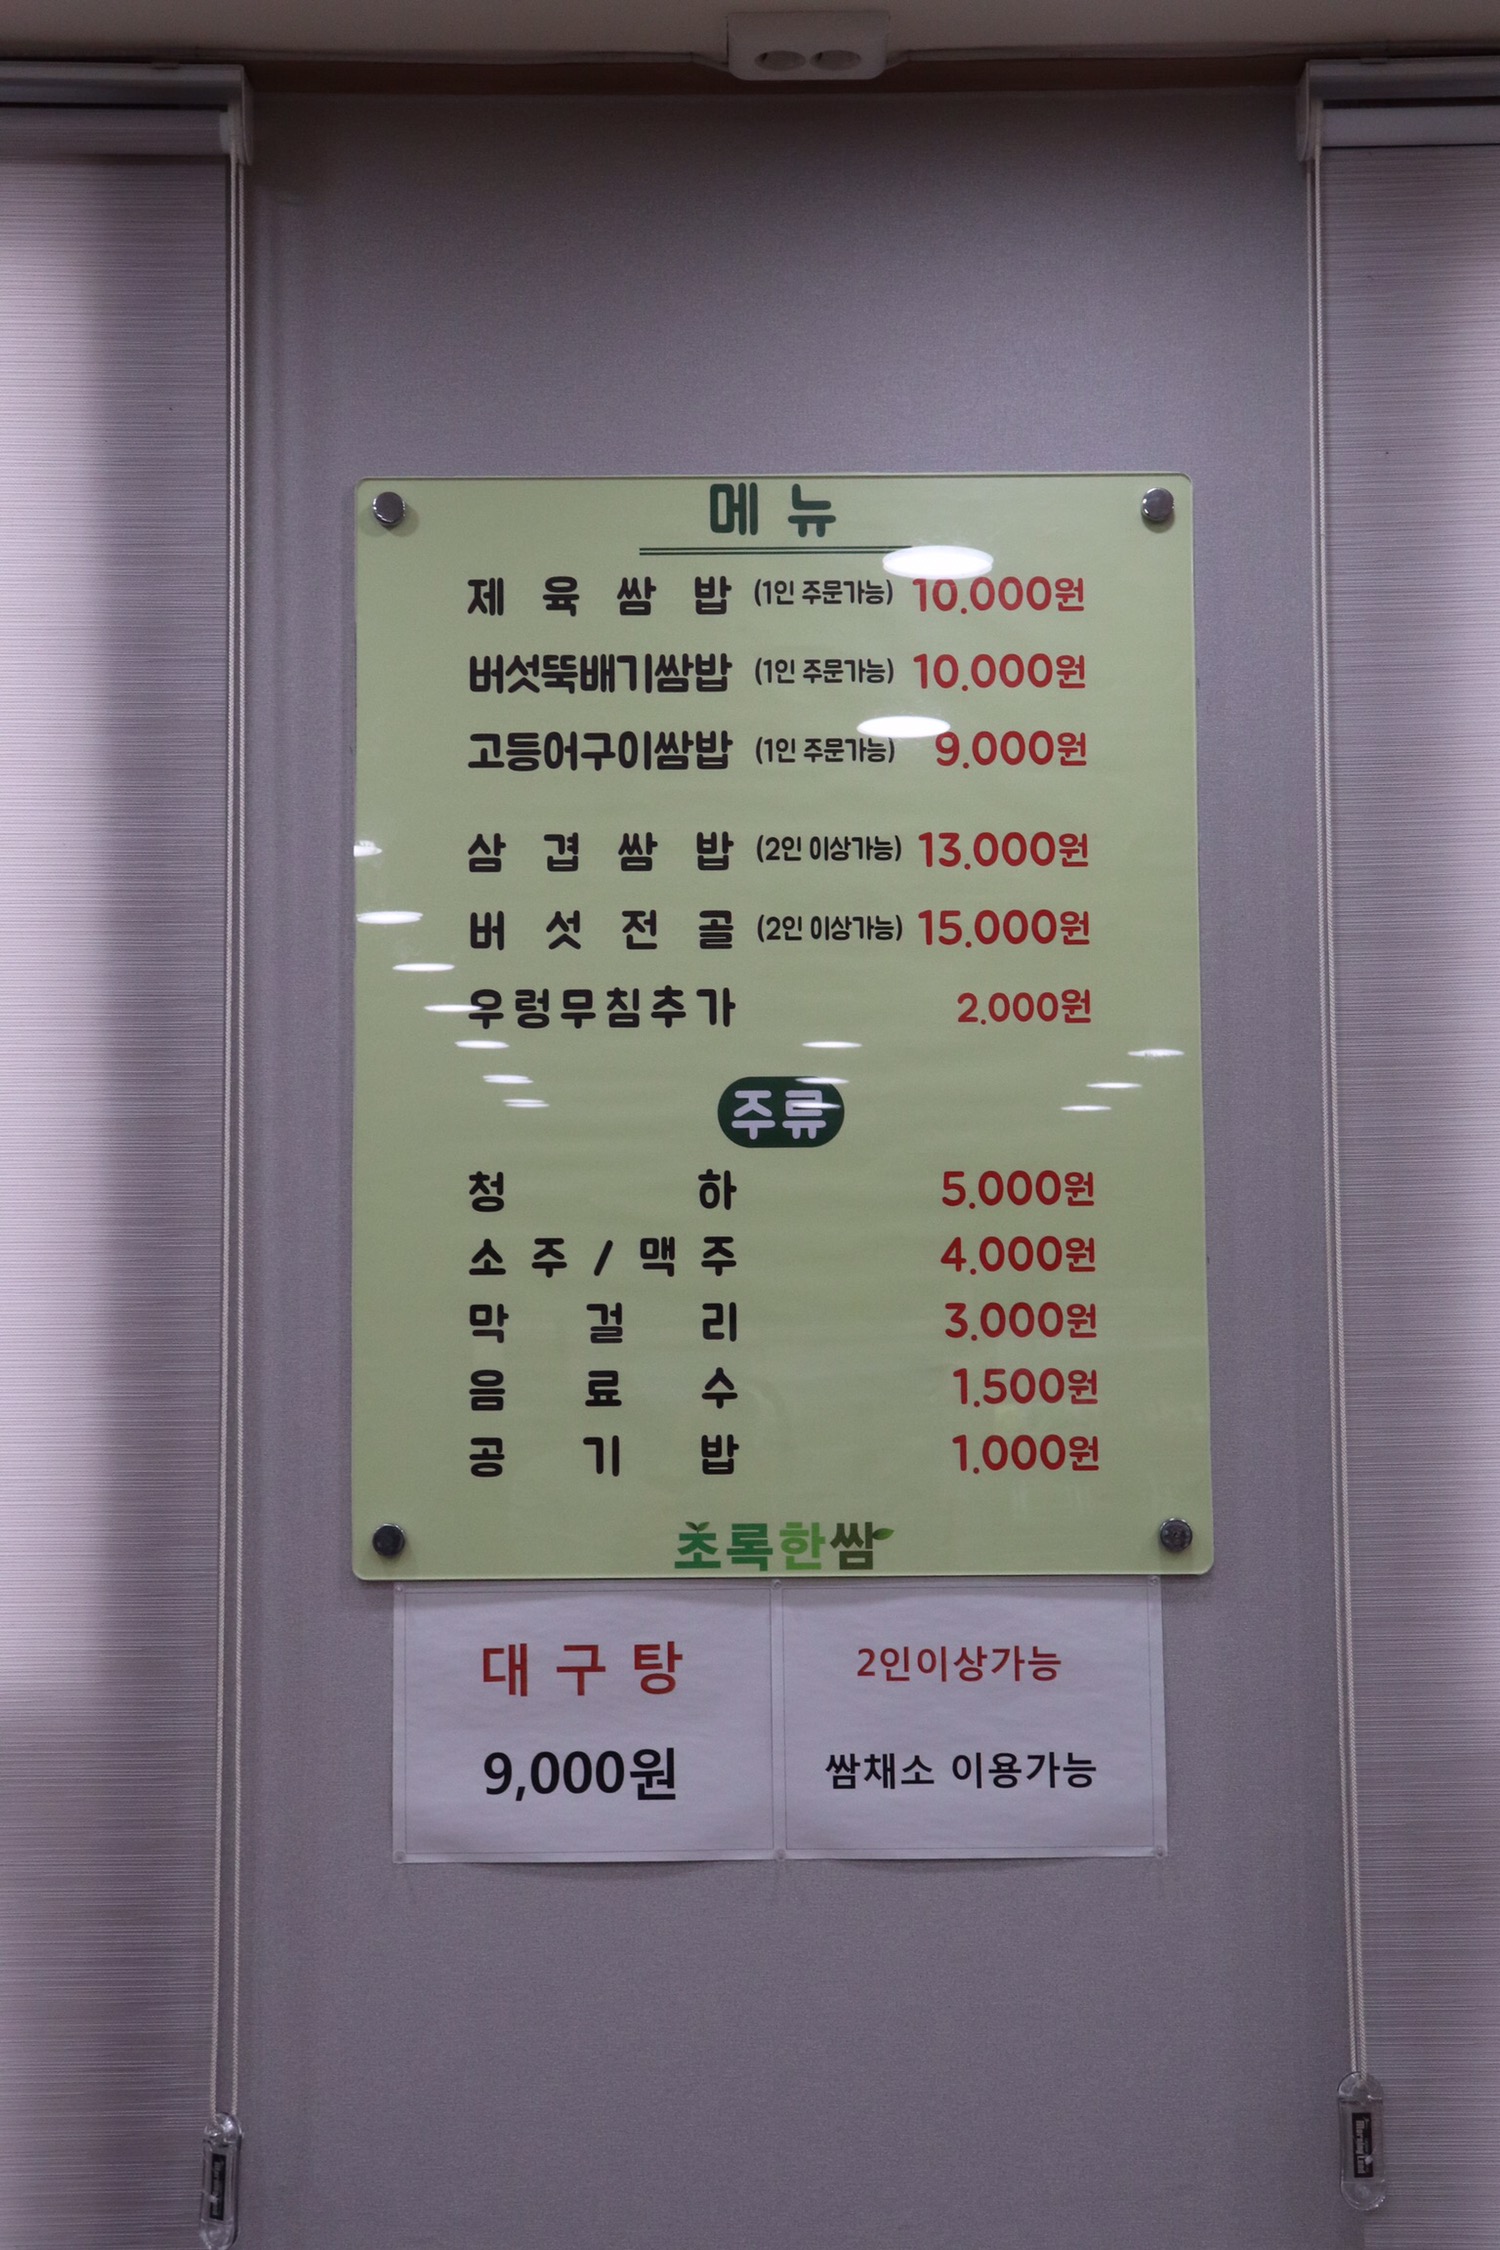 메뉴
제육쌈밥 (1인 주문가능) 10.000원
버섯뚝배기쌈밥 (1인 주문가능) 10.000원
고등어구이쌈밥 (1인 주문가능) 9.000원
삼겹쌈밥 (2인 이상가능) 13.000원
버섯전골 (2인 이상가능) 15.000원
우렁무침추가 2.000원
주류
청하 5.000원
소주/맥주 4.000원
막걸리 3.000원
음료수 1.500원
공기밥 1.000원
초록한쌈
대구탕
9,000원
2인이상가능
쌈채소 이용가능